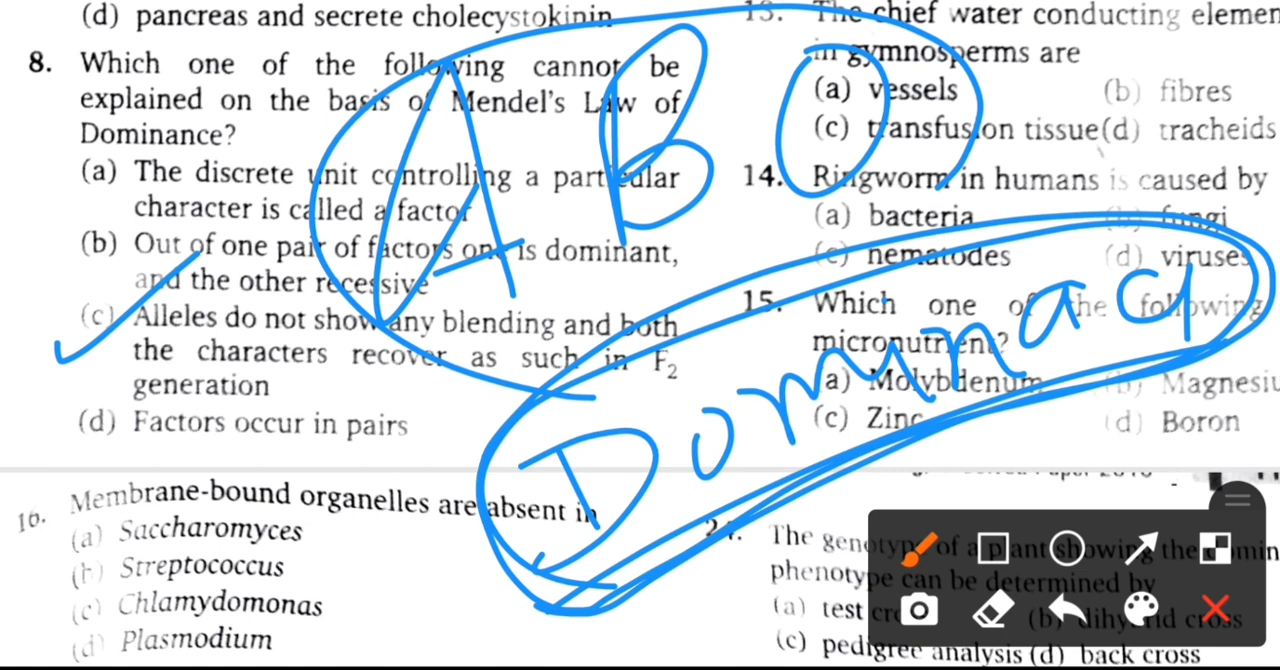 (d) pancreas and secrete cholecystokinin
8. Which one of the following cannot be
explained on the basis of Mendel's Law of
Dominance?
(a) The discrete unit controlling a particular
character is called a factor
(b) Out of one pair of factors one is dominant,
and the other recessive
(c) Alleles do not show any blending and both
the characters recover as such in F₂
generation
(d) Factors occur in pairs
13. The chief water conducting elemen
in gymnosperms are
(a) vessels (b) fibres
(c) transfusion tissue (d) tracheids
14. Ringworm in humans is caused by
(a) bacteria (b) fungi
(c) nematodes (d) viruses
15. Which one of the following
micronutrient?
(a) Molybdenum (b) Magnesiu
(c) Zinc (d) Boron
A B O
16. Membrane-bound organelles are absent in
(a) Saccharomyces
(b) Streptococcus
(c) Chlamydomonas
(d) Plasmodium
The genotype of a plant showing the domin
phenotype can be determined by
(a) test cro (b) dihybrid cross
(c) pedigree analysis (d) back cross